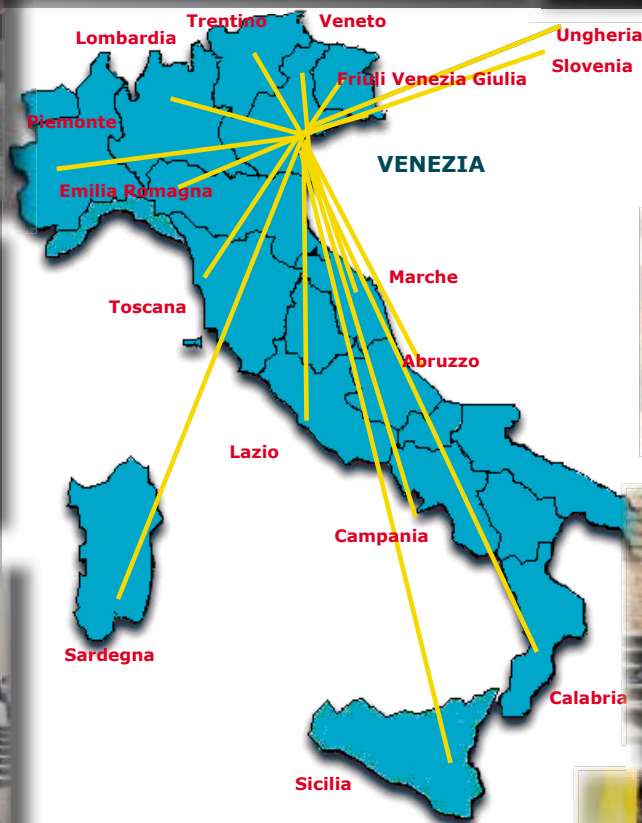 Trentino
Veneto
Lombardia
Ungheria
Slovenia
Friuli Venezia Giulia
Piemonte
VENEZIA
Emilia Romagna
Marche
Toscana
Abruzzo
Lazio
Campania
Sardegna
Calabria
Sicilia